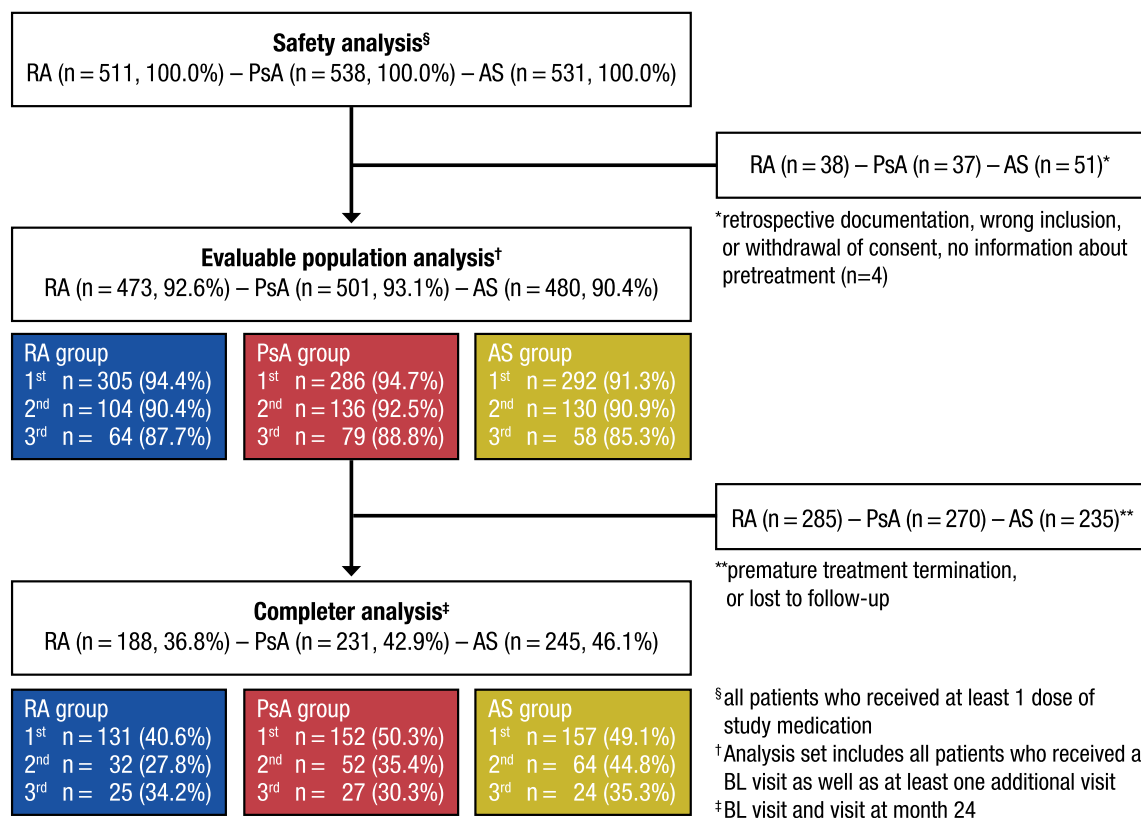 Safety analysis§
RA (n = 511, 100.0%) – PsA (n = 538, 100.0%) – AS (n = 531, 100.0%)
RA (n = 38) – PsA (n = 37) – AS (n = 51)*
*retrospective documentation, wrong inclusion,
or withdrawal of consent, no information about
pretreatment (n=4)
Evaluable population analysis†
RA (n = 473, 92.6%) – PsA (n = 501, 93.1%) – AS (n = 480, 90.4%)
RA group
1st n = 305 (94.4%)
2nd n = 104 (90.4%)
3rd n = 64 (87.7%)
PsA group
1st n = 286 (94.7%)
2nd n = 136 (92.5%)
3rd n = 79 (88.8%)
AS group
1st n = 292 (91.3%)
2nd n = 130 (90.9%)
3rd n = 58 (85.3%)
RA (n = 285) – PsA (n = 270) – AS (n = 235)**
**premature treatment termination,
or lost to follow-up
Completer analysis‡
RA (n = 188, 36.8%) – PsA (n = 231, 42.9%) – AS (n = 245, 46.1%)
RA group
1st n = 131 (40.6%)
2nd n = 32 (27.8%)
3rd n = 25 (34.2%)
PsA group
1st n = 152 (50.3%)
2nd n = 52 (35.4%)
3rd n = 27 (30.3%)
AS group
1st n = 157 (49.1%)
2nd n = 64 (44.8%)
3rd n = 24 (35.3%)
§all patients who received at least 1 dose of
study medication
†Analysis set includes all patients who received a
BL visit as well as at least one additional visit
‡BL visit and visit at month 24